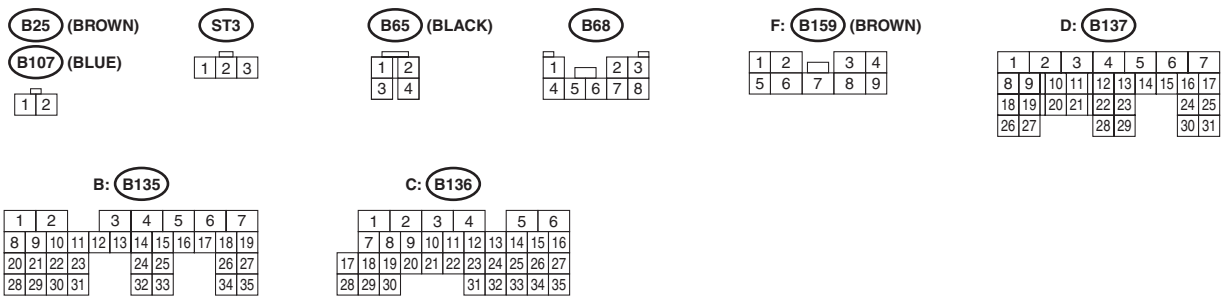 B25 (BROWN)
ST3
B65 (BLACK)
B68
F: B159 (BROWN)
D: B137
B107 (BLUE)
1 2 3
1 2
3 4
1 2 3
4 5 6 7 8
1 2 3 4
5 6 7 8 9
1 2 3 4 5 6 7
8 9 10 11 12 13 14 15 16 17
18 19 20 21 22 23 24 25
26 27 28 29 30 31
1 2
B: B135
C: B136
1 2 3 4 5 6 7
8 9 10 11 12 13 14 15 16 17 18 19
20 21 22 23 24 25 26 27
28 29 30 31 32 33 34 35
1 2 3 4 5 6
7 8 9 10 11 12 13 14 15 16
17 18 19 20 21 22 23 24 25 26 27
28 29 30 31 32 33 34 35